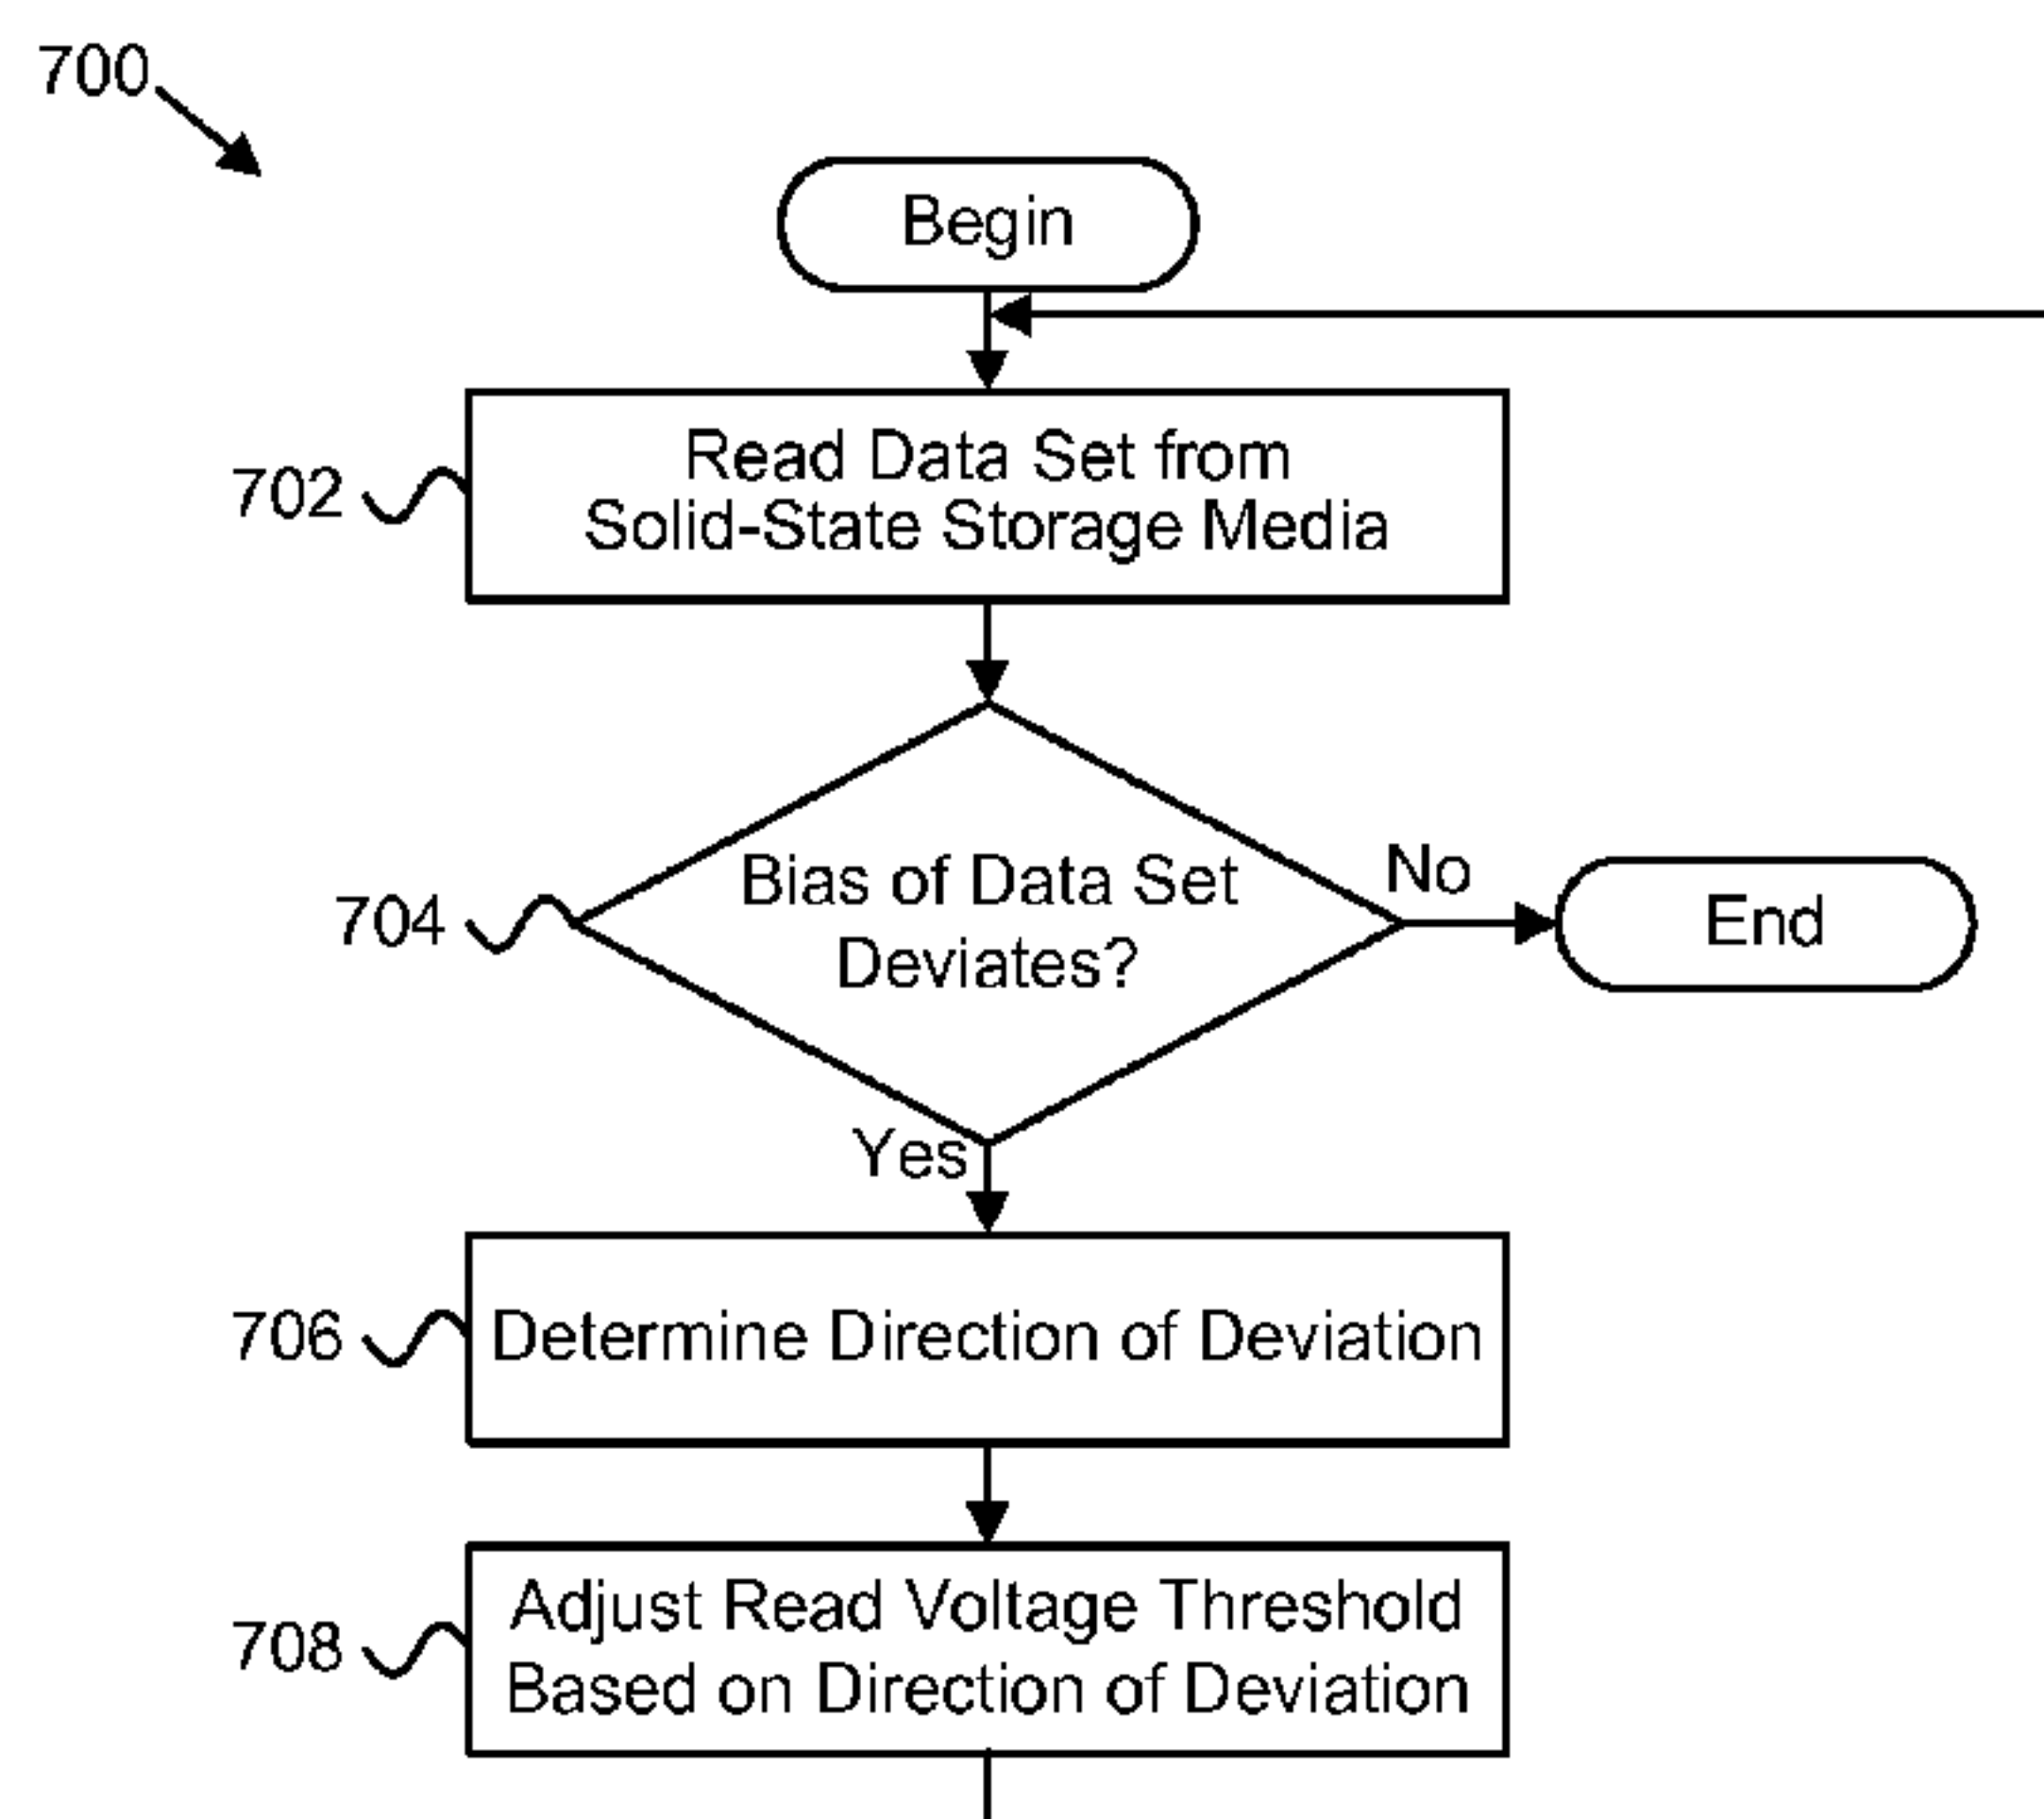 700
Begin
702
Read Data Set from
Solid-State Storage Media
704
Bias of Data Set
Deviates?
No
End
Yes
706
Determine Direction of Deviation
708
Adjust Read Voltage Threshold
Based on Direction of Deviation